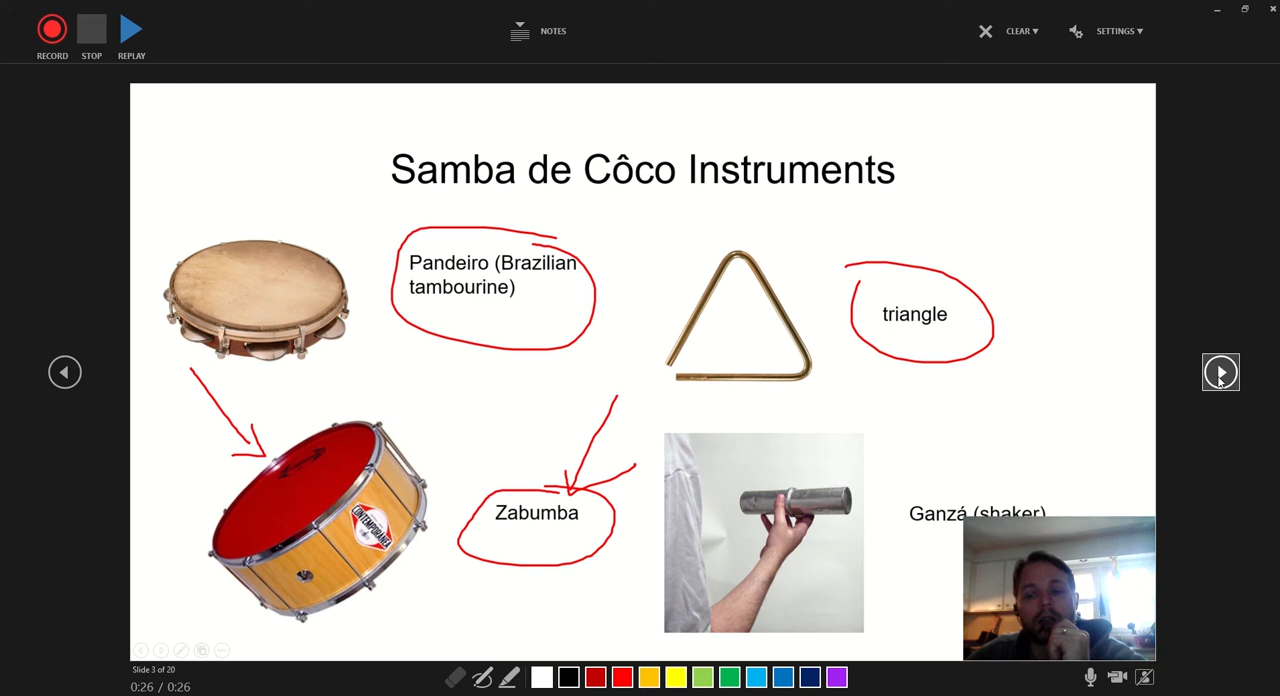 RECORD
STOP
REPLAY
NOTES
CLEAR
SETTINGS
Samba de Côco Instruments
Pandeiro (Brazilian
tambourine)
triangle
CONTEMPORÂNEA
Zabumba
Ganzá (shaker)
Slide 3 of 20
0:26 / 0:26